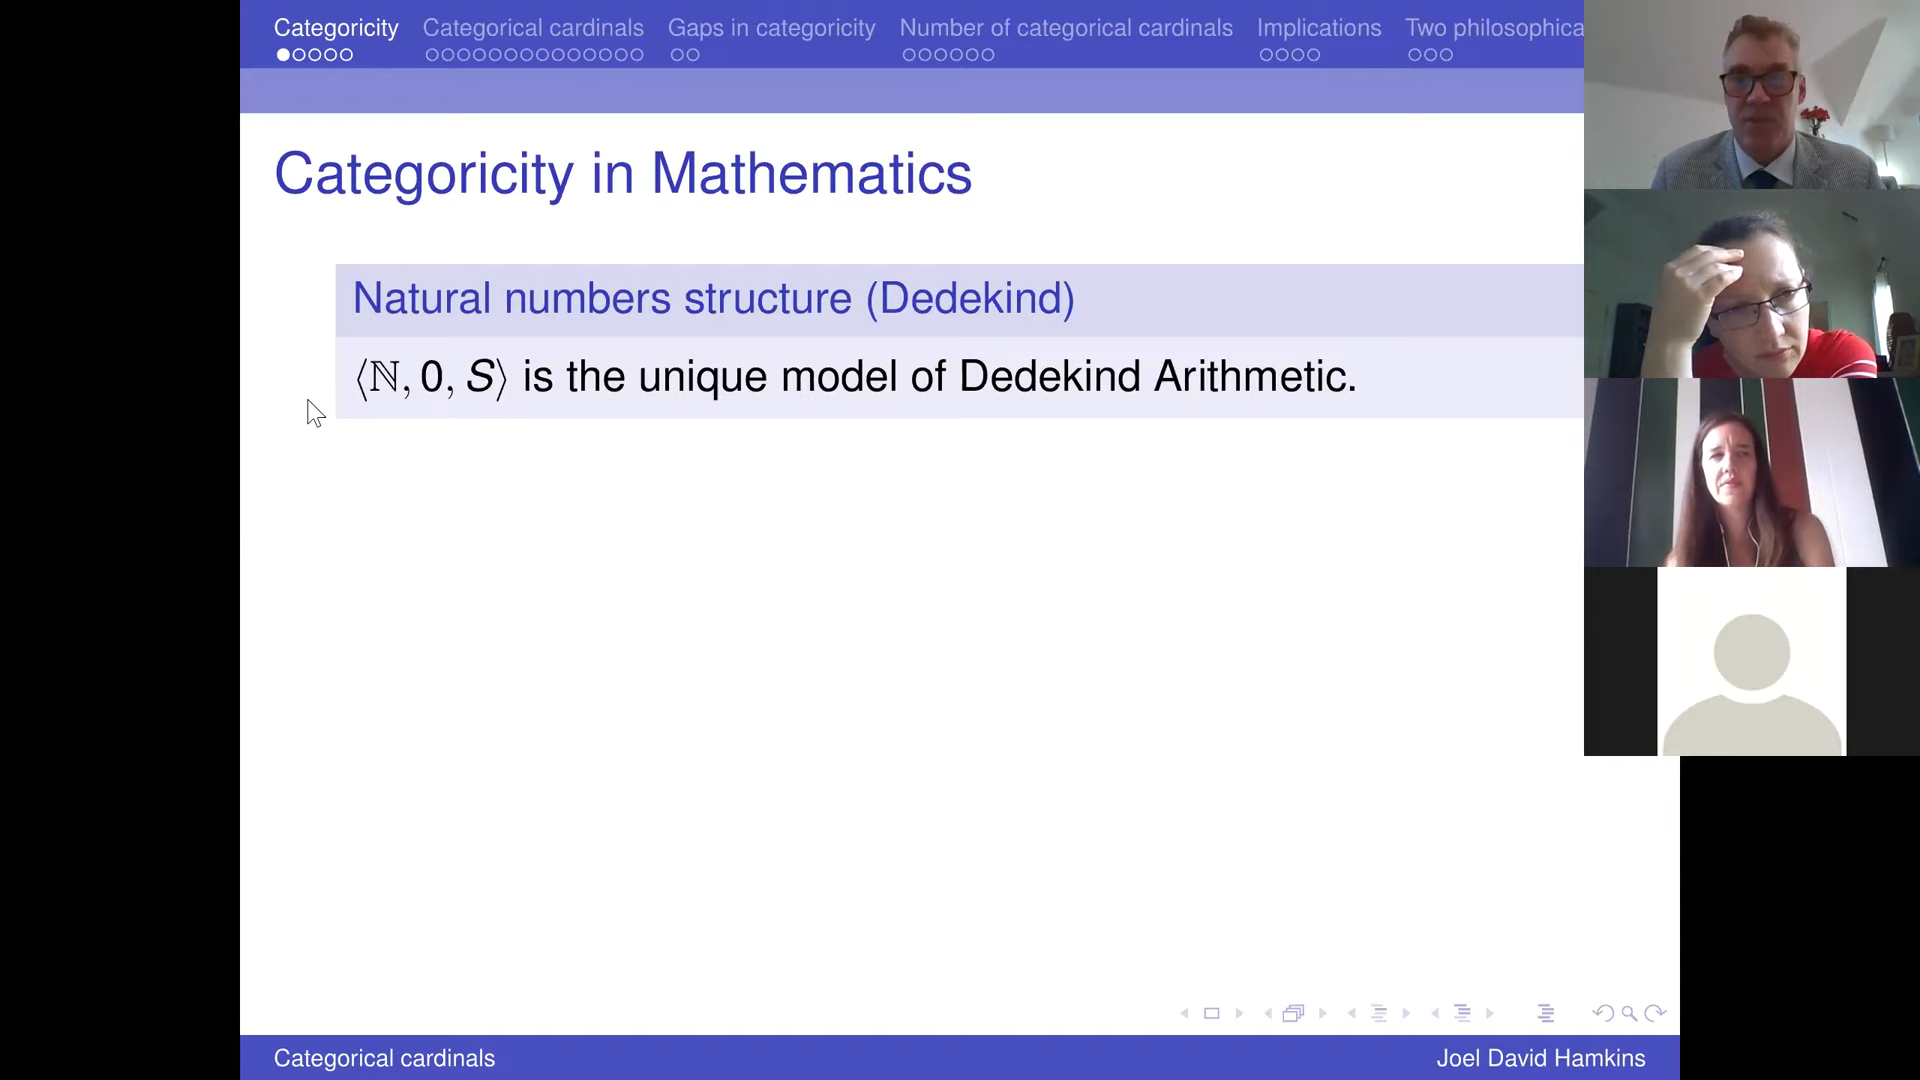 Categoricity Categorical cardinals Gaps in categoricity Number of categorical cardinals Implications Two philosophica
Categoricity in Mathematics
Natural numbers structure (Dedekind)
⟨ℕ, 0, S⟩ is the unique model of Dedekind Arithmetic.
Categorical cardinals Joel David Hamkins